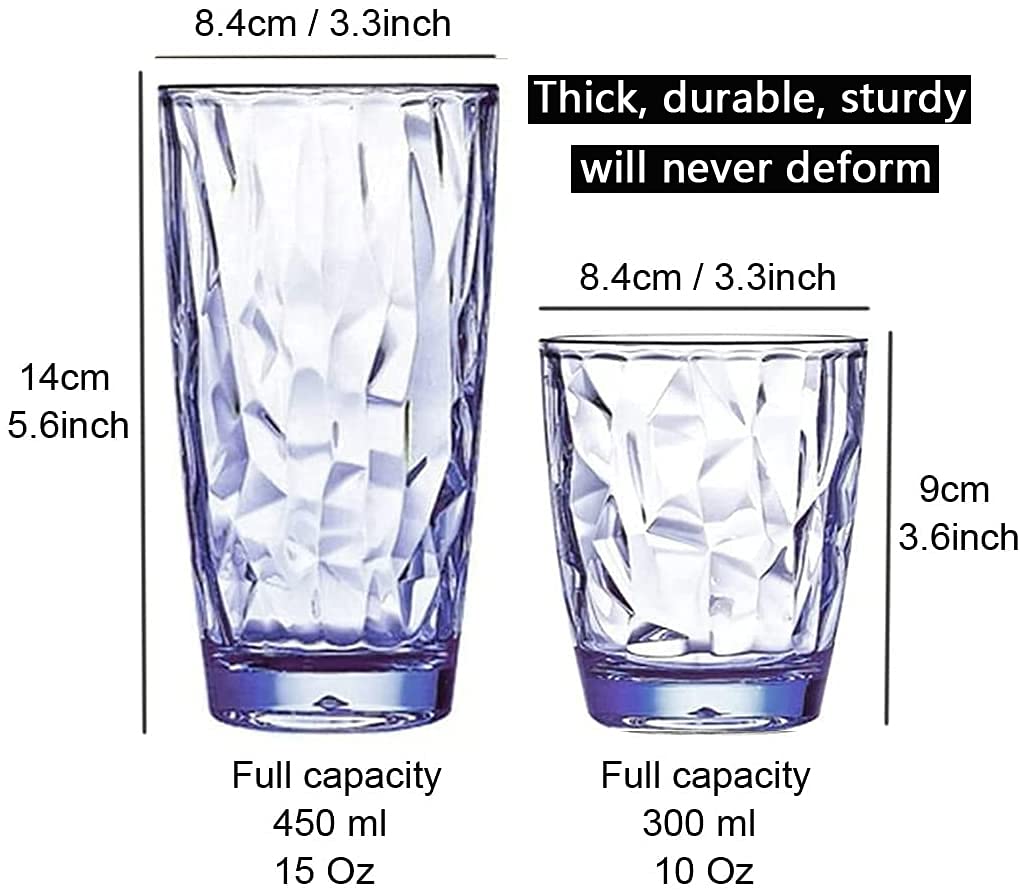 8.4cm / 3.3inch
Thick, durable, sturdy
will never deform
8.4cm / 3.3inch
14cm
5.6inch
9cm
3.6inch
Full capacity
450 ml
15 Oz
Full capacity
300 ml
10 Oz